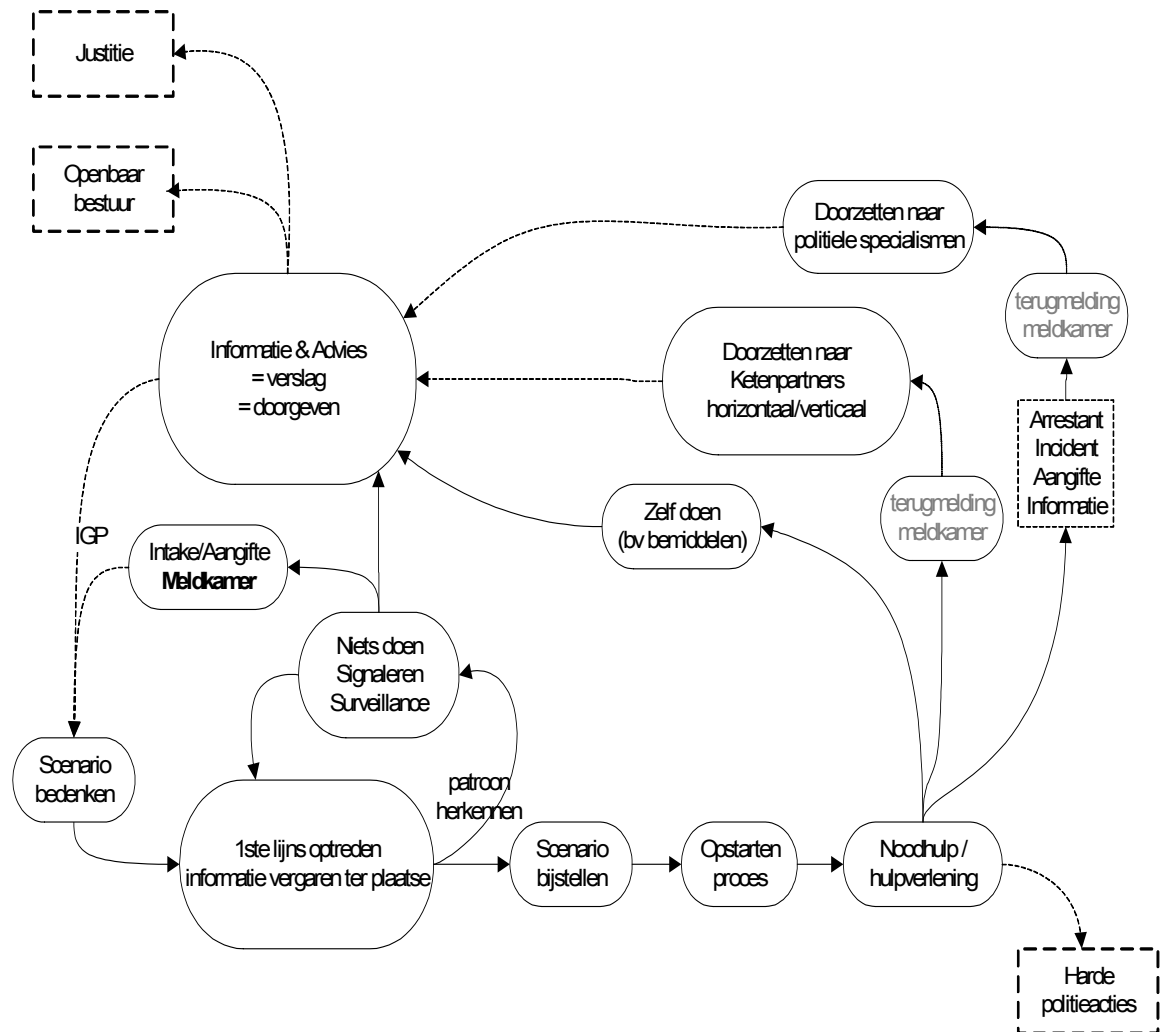 Justitie
Openbaar
bestuur
Doorzetten naar
politiele specialismen
terugmelding
meldkamer
Informatie & Advies
= verslag
= doorgeven
Doorzetten naar
Ketenpartners
horizontaal/verticaal
Arrestant
Incident
Aangifte
Informatie
terugmelding
meldkamer
Zelf doen
(bv bemiddelen)
IGP
Intake/Aangifte
Meldkamer
Niets doen
Signaleren
Surveillance
Scenario
bedenken
patroon
herkennen
1ste lijns optreden
informatie vergaren ter plaatse
Scenario
bijstellen
Opstarten
proces
Noodhulp /
hulpverlening
Harde
politieacties